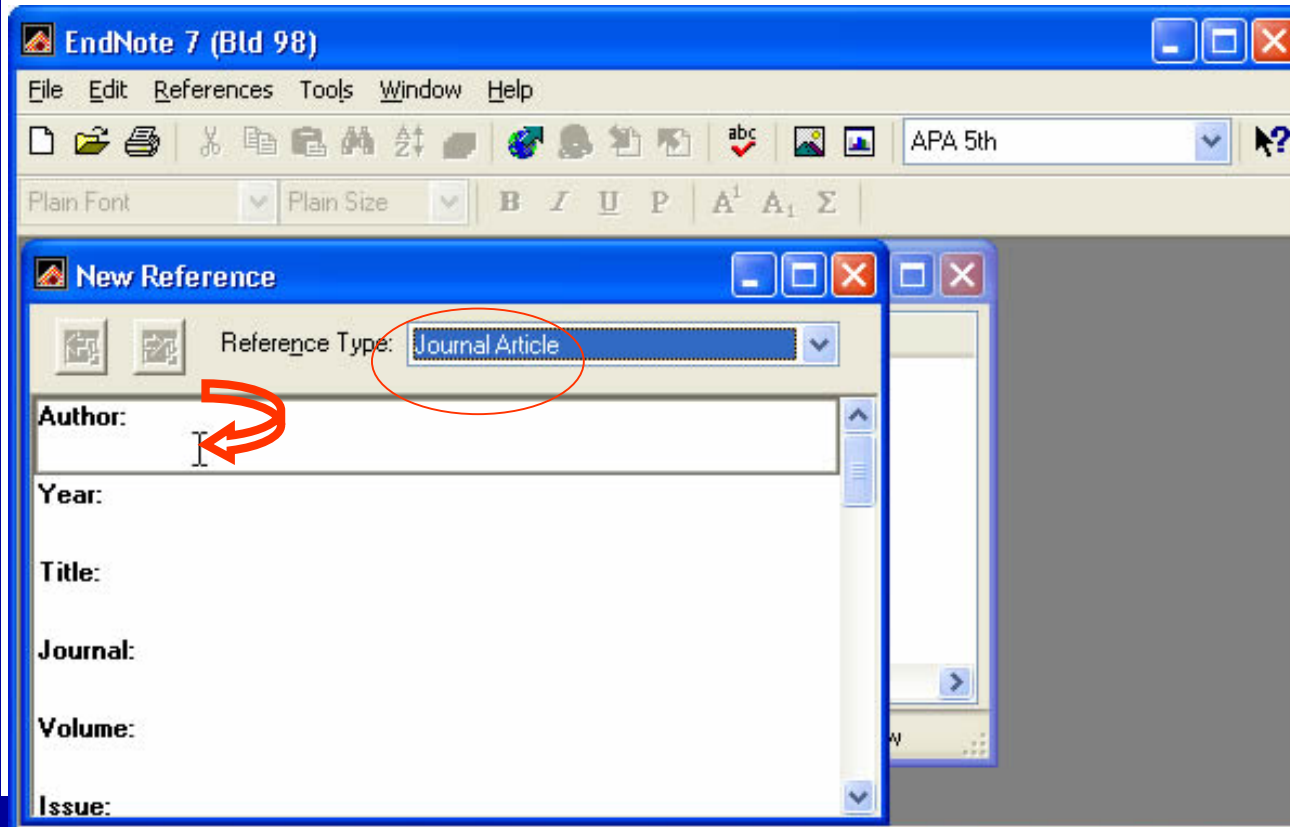 EndNote 7 (Bld 98)
File Edit References Tools Window Help
abc APA 5th ?
Plain Font Plain Size B I U P A1 A1 Σ
New Reference
Reference Type: Journal Article
Author:
Year:
Title:
Journal:
Volume:
w
Issue: